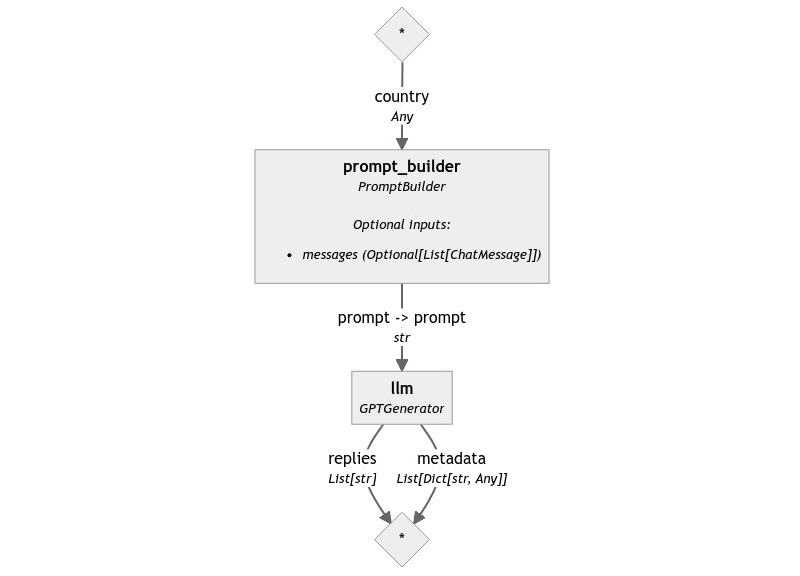 *
country
Any
prompt_builder
PromptBuilder
Optional inputs:
• messages (Optional[List[ChatMessage]])
prompt -> prompt
str
llm
GPTGenerator
replies
List[str]
metadata
List[Dict[str, Any]]
*